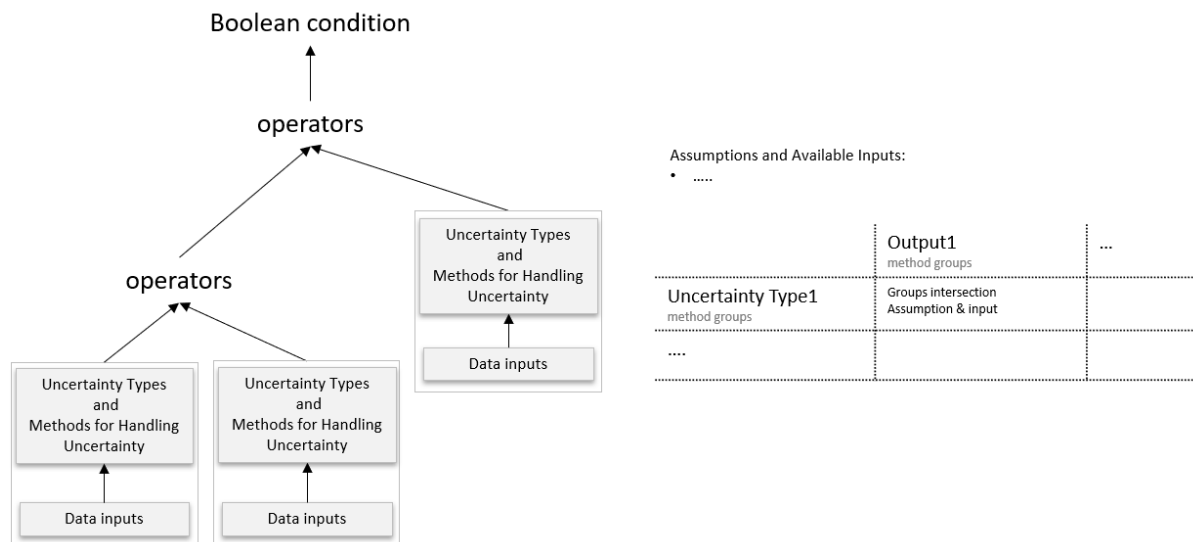 Boolean condition
operators
operators
Uncertainty Types
and
Methods for Handling
Uncertainty
Data inputs
Uncertainty Types
and
Methods for Handling
Uncertainty
Data inputs
Uncertainty Types
and
Methods for Handling
Uncertainty
Data inputs
Assumptions and Available Inputs:
• .....
Output1
method groups
...
Uncertainty Type1
method groups
Groups intersection
Assumption & input
....